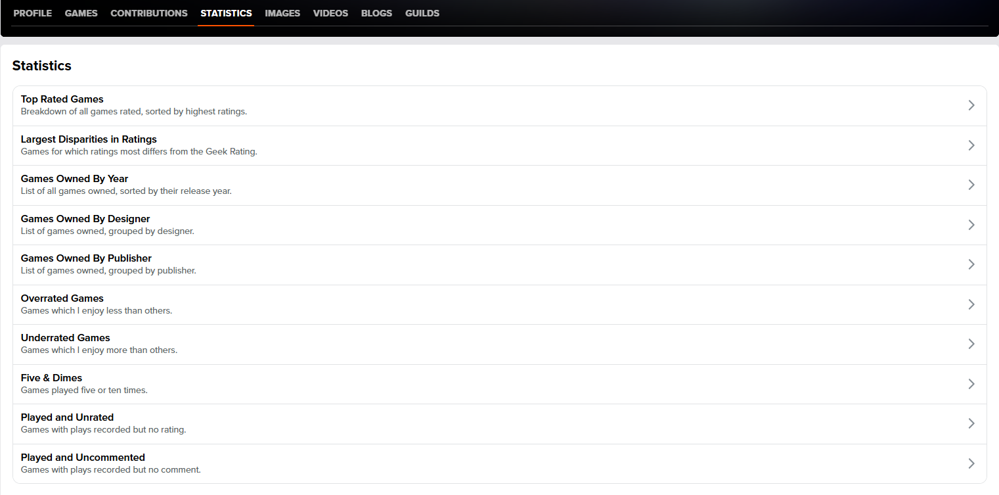 PROFILE GAMES CONTRIBUTIONS STATISTICS IMAGES VIDEOS BLOGS GUILDS
Statistics
Top Rated Games
Breakdown of all games rated, sorted by highest ratings.
Largest Disparities in Ratings
Games for which ratings most differs from the Geek Rating.
Games Owned By Year
List of all games owned, sorted by their release year.
Games Owned By Designer
List of games owned, grouped by designer.
Games Owned By Publisher
List of games owned, grouped by publisher.
Overrated Games
Games which I enjoy less than others.
Underrated Games
Games which I enjoy more than others.
Five & Dimes
Games played five or ten times.
Played and Unrated
Games with plays recorded but no rating.
Played and Uncommented
Games with plays recorded but no comment.